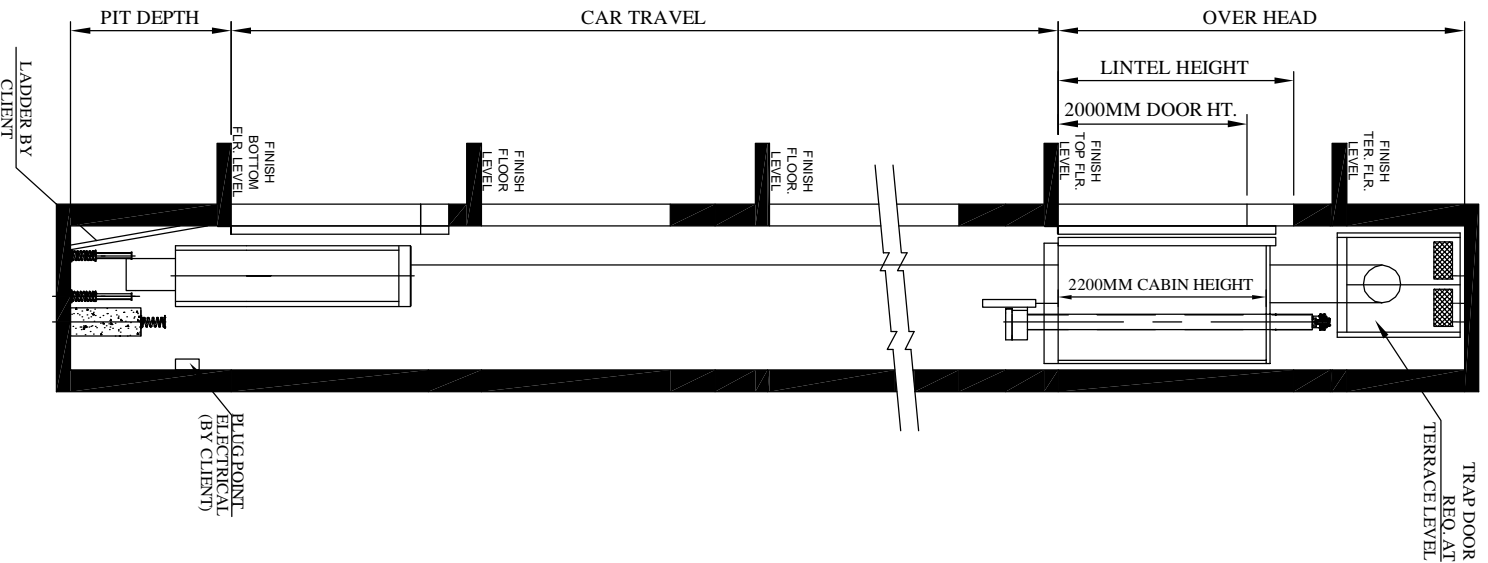 PIT DEPTH
CAR TRAVEL
OVER HEAD
LINTEL HEIGHT
2000MM DOOR HT.
LADDER BY
CLIENT
FINISH
BOTTOM
FLR. LEVEL
FINISH
FLOOR
LEVEL
FINISH
FLOOR.
LEVEL
FINISH
TOP FLR.
LEVEL
FINISH
TER. FLR.
LEVEL
2200MM CABIN HEIGHT
PLUG POINT
ELECTRICAL
(BY CLIENT)
TRAP DOOR
REQ. AT
TERRACE LEVEL